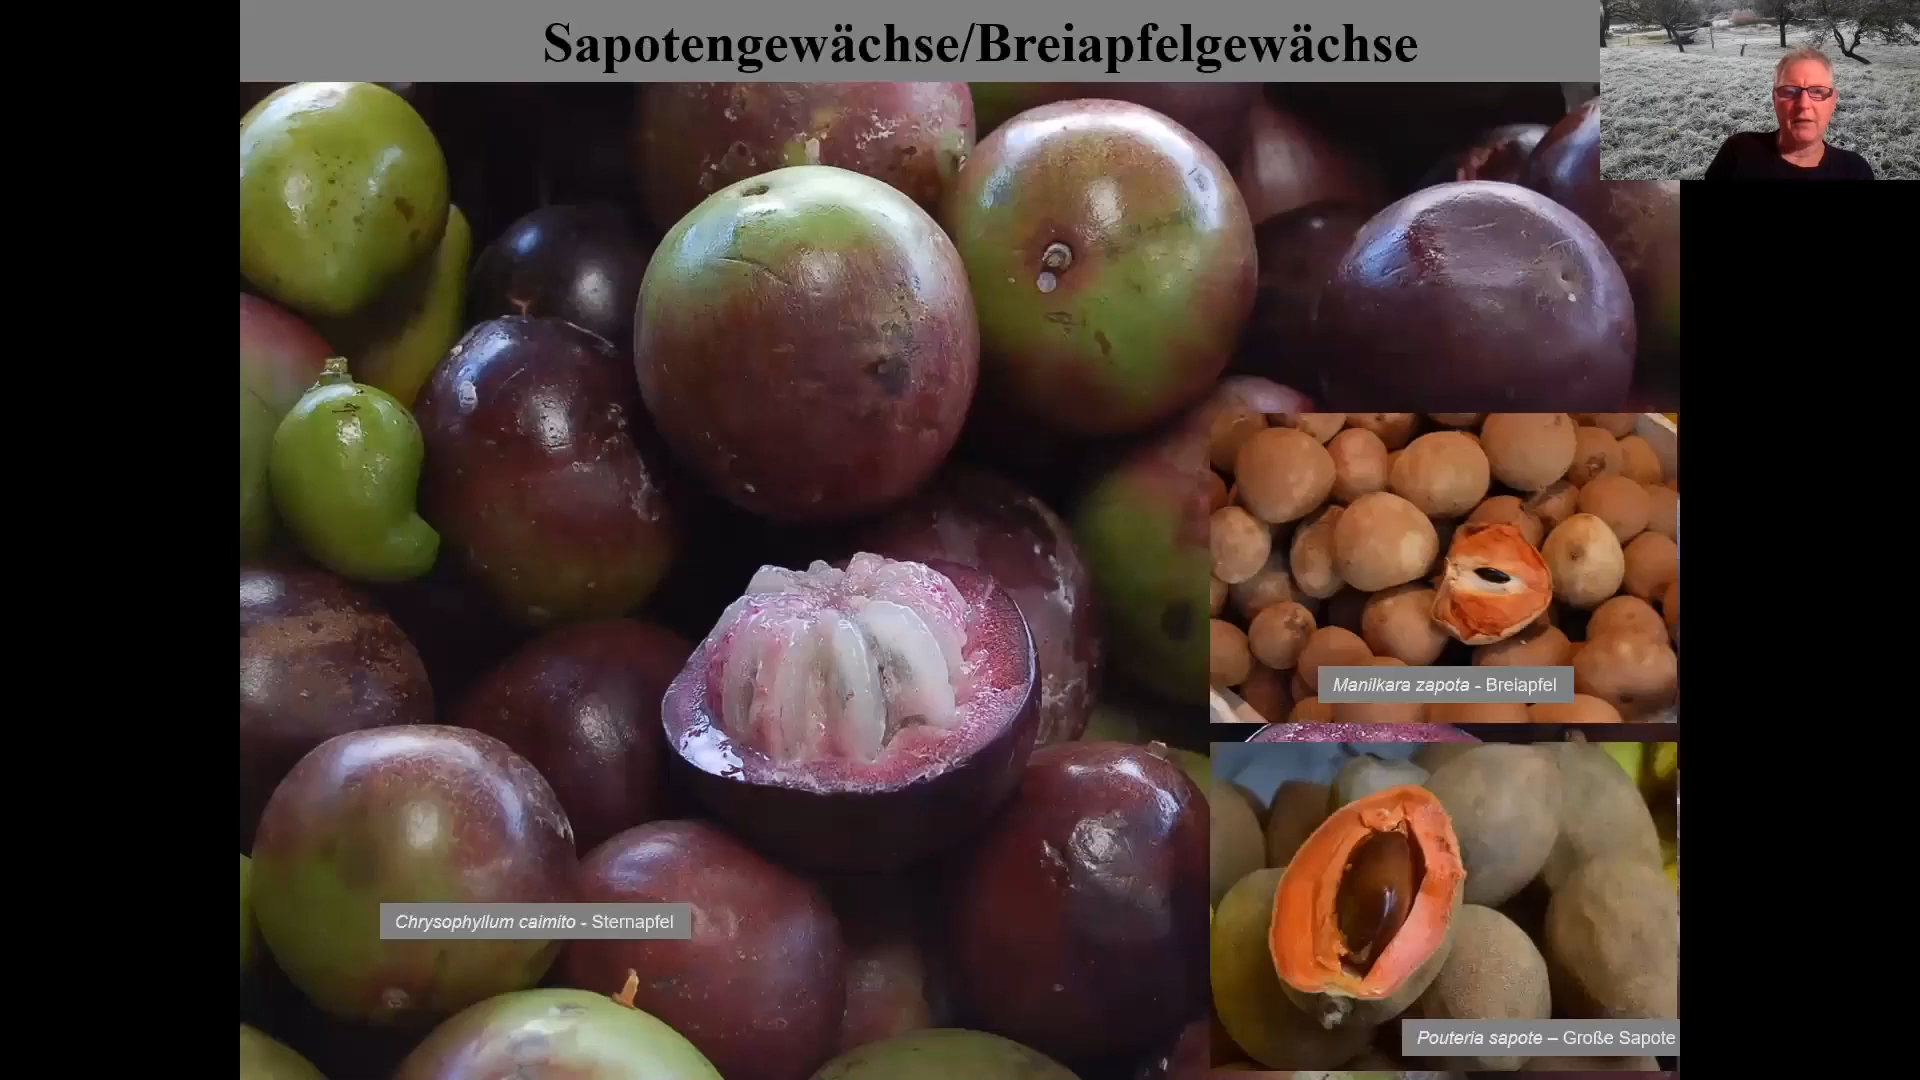 Sapotengewächse/Breiapfelgewächse
Manilkara zapota - Breiapfel
Chrysophyllum caimito - Sternapfel
Pouteria sapote – Große Sapote